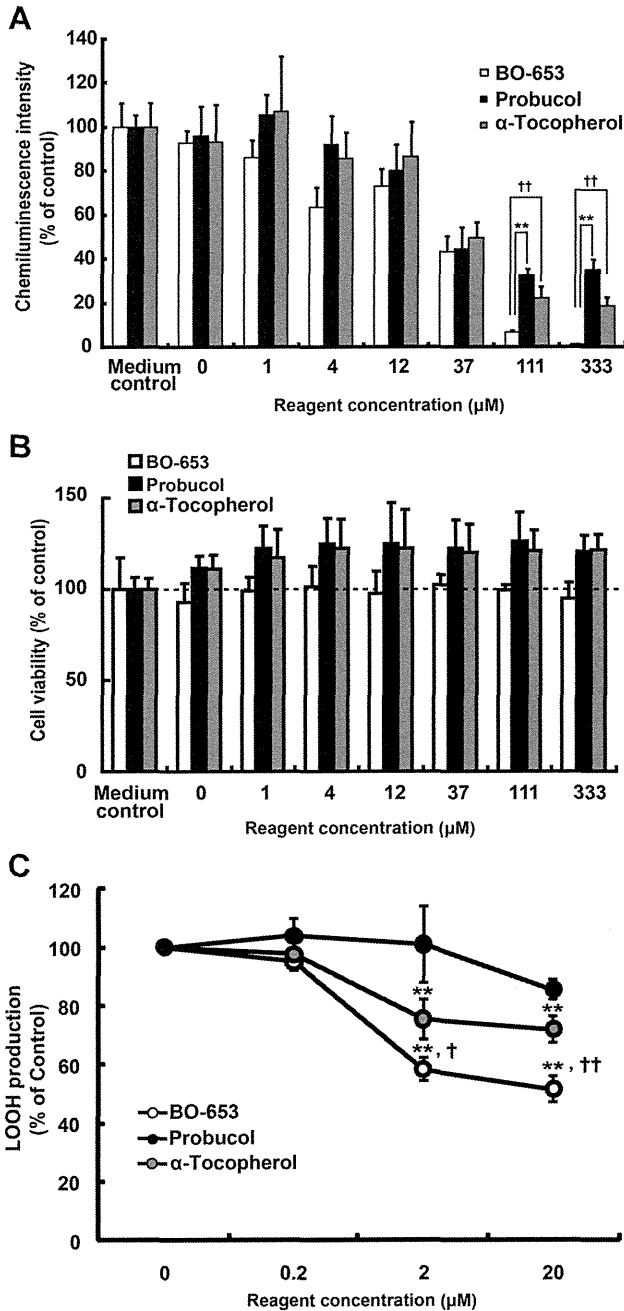 A
140
120
100
80
60
40
20
0
Chemiluminescence intensity
(% of control)
BO-653
Probucol
α-Tocopherol
††
**
††
**
Medium control
0
1
4
12
37
111
333
Reagent concentration (µM)
B
BO-653
Probucol
α-Tocopherol
150
100
50
0
Cell viability (% of control)
Medium control
0
1
4
12
37
111
333
Reagent concentration (µM)
C
120
100
80
60
40
20
0
LOOH production
(% of Control)
**
**
**, †
**, ††
BO-653
Probucol
α-Tocopherol
0
0.2
2
20
Reagent concentration (µM)